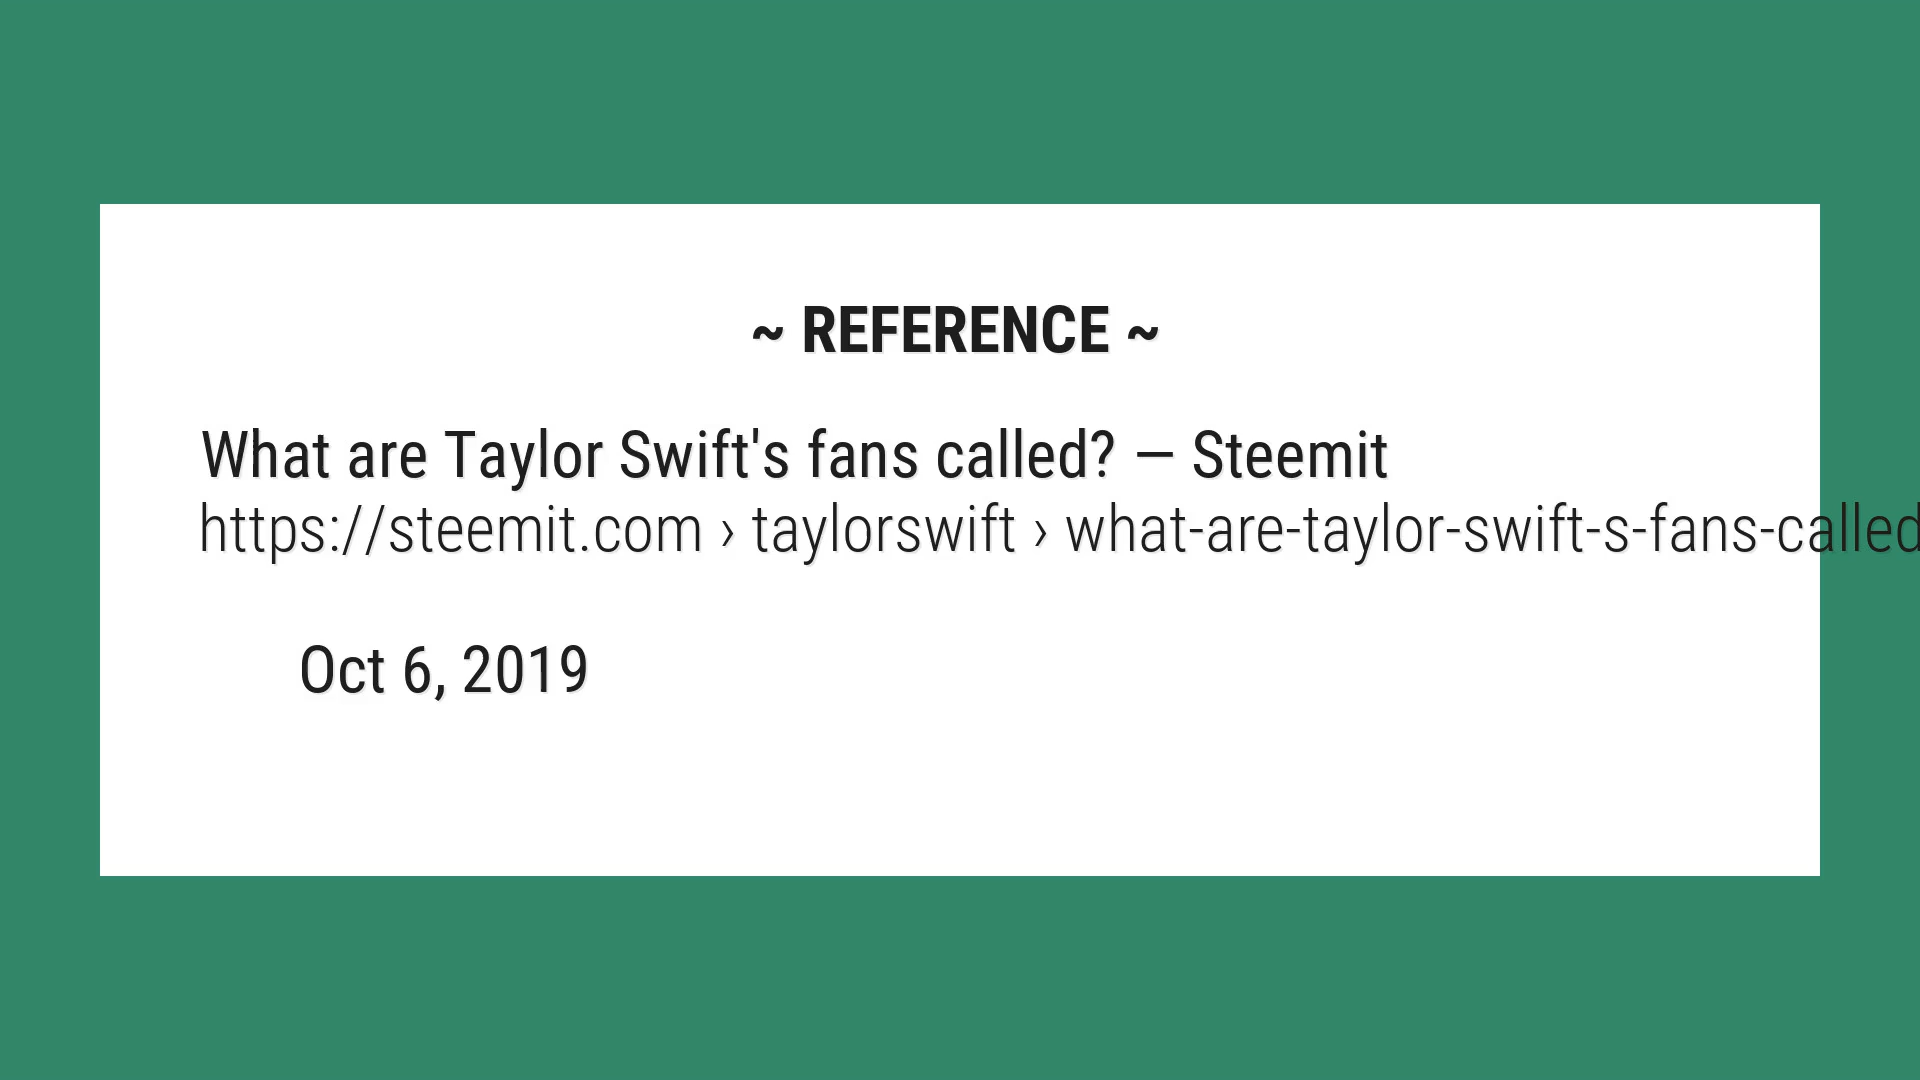 ~ REFERENCE ~
What are Taylor Swift's fans called? — Steemit
https://steemit.com › taylorswift › what-are-taylor-swift-s-fans-called
Oct 6, 2019